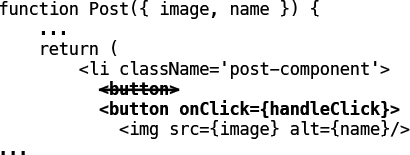 function Post({ image, name }) {
...
return (
<li className='post-component'>
<button>
<button onClick={handleClick}>
<img src={image} alt={name}/>
...